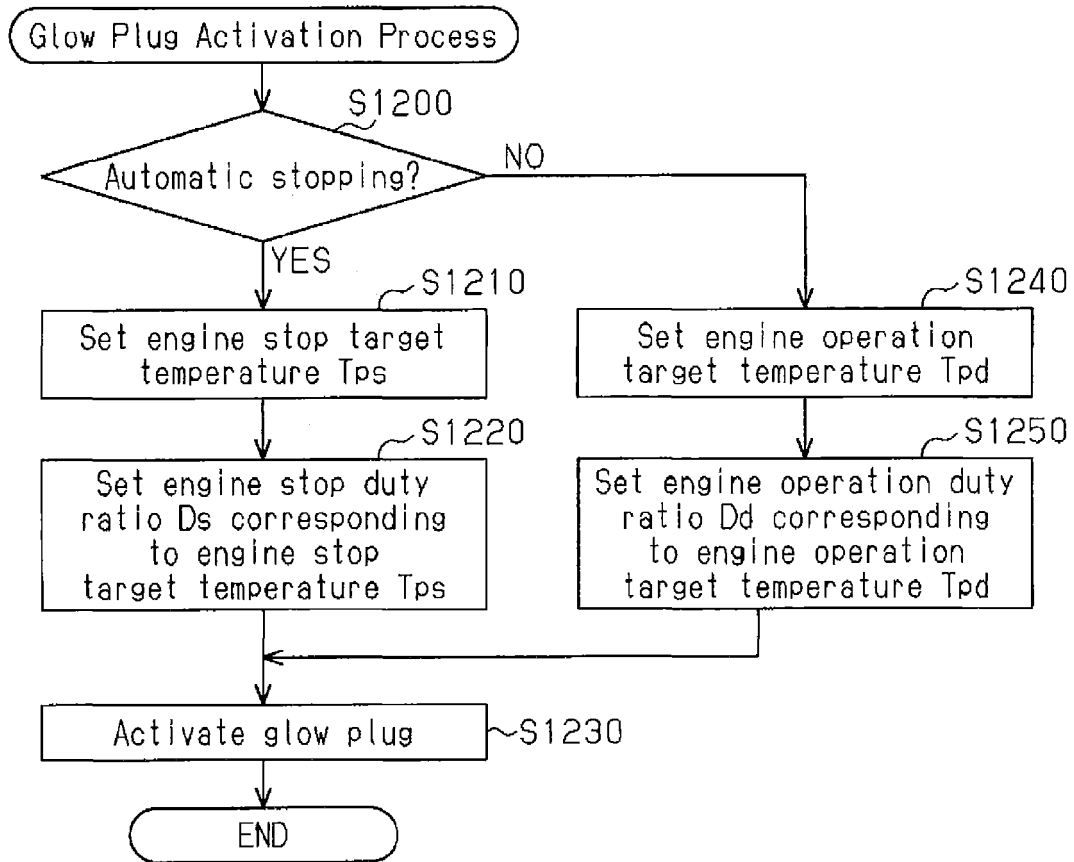 Glow Plug Activation Process
S1200
Automatic stopping?
NO
YES
S1210
Set engine stop target
temperature Tps
S1220
Set engine stop duty
ratio Ds corresponding
to engine stop
target temperature Tps
S1240
Set engine operation
target temperature Tpd
S1250
Set engine operation duty
ratio Dd corresponding
to engine operation
target temperature Tpd
Activate glow plug
S1230
END